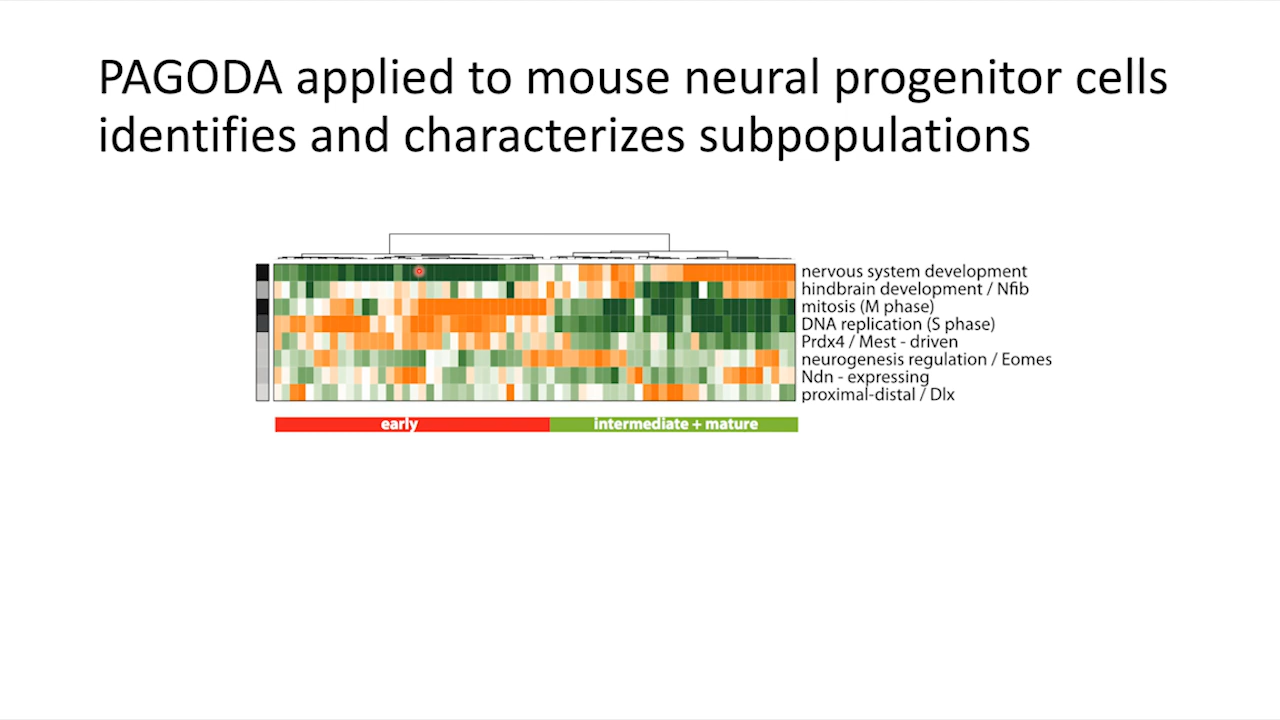 PAGODA applied to mouse neural progenitor cells
identifies and characterizes subpopulations
nervous system development
hindbrain development / Nfib
mitosis (M phase)
DNA replication (S phase)
Prdx4 / Mest - driven
neurogenesis regulation / Eomes
Ndn - expressing
proximal-distal / Dlx
early
intermediate + mature